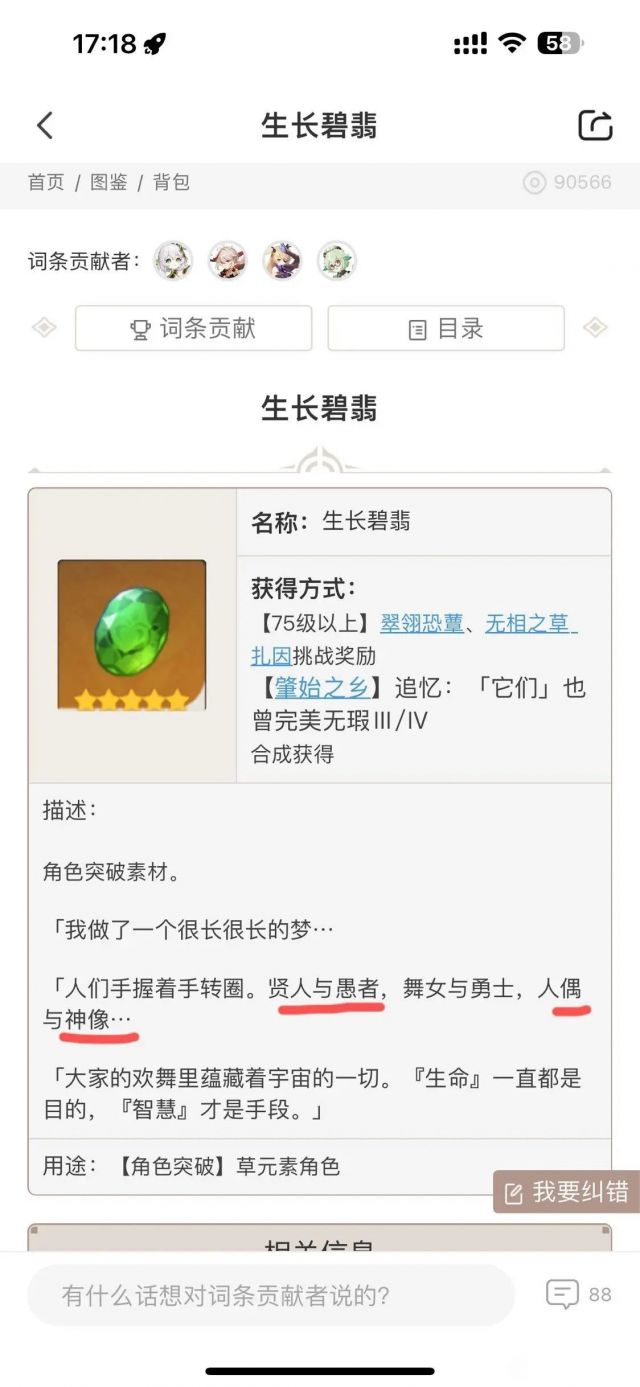 17:18
58
生长碧翡
首页 / 图鉴 / 背包
90566
词条贡献者：
词条贡献
目录
生长碧翡
名称：生长碧翡
获得方式：
【75级以上】翠翎恐蕈、无相之草_
扎因挑战奖励
【肇始之乡】追忆：「它们」也
曾完美无瑕Ⅲ/Ⅳ
合成获得
描述：
角色突破素材。
「我做了一个很长很长的梦…
「人们手握着手转圈。贤人与愚者，舞女与勇士，人偶
与神像…
「大家的欢舞里蕴藏着宇宙的一切。『生命』一直都是
目的，『智慧』才是手段。」
用途：【角色突破】草元素角色
我要纠错
相关信息
有什么话想对词条贡献者说的?
88